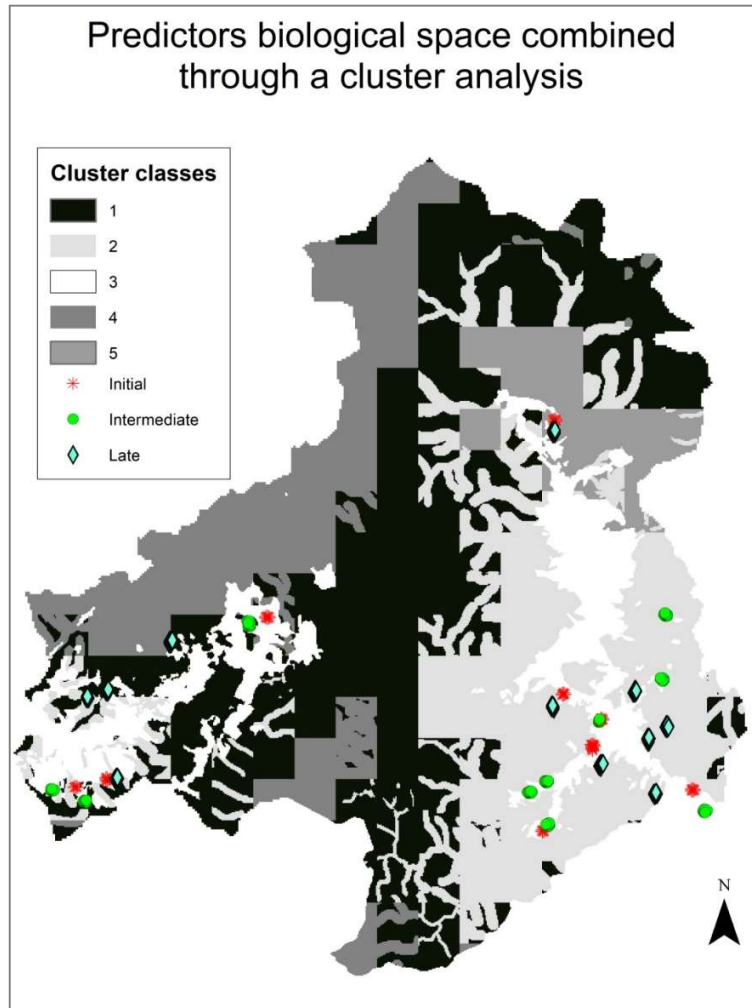 Predictors biological space combined
through a cluster analysis
Cluster classes
1
2
3
4
5
Initial
Intermediate
Late
N